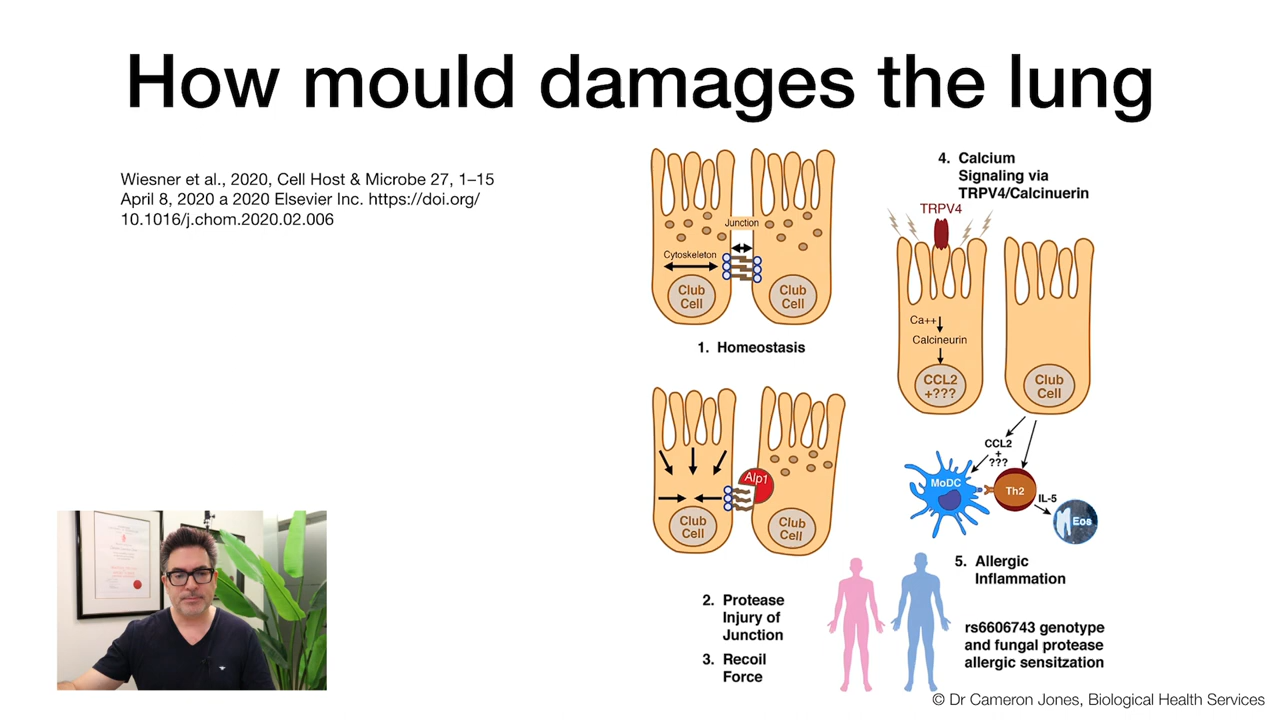 How mould damages the lung
Wiesner et al., 2020, Cell Host & Microbe 27, 1–15
April 8, 2020 a 2020 Elsevier Inc. https://doi.org/
10.1016/j.chom.2020.02.006
Junction
Cytoskeleton
Club
Cell
Club
Cell
1. Homeostasis
Alp1
Club
Cell
Club
Cell
2. Protease
Injury of
Junction
3. Recoil
Force
4. Calcium
Signaling via
TRPV4/Calcinuerin
TRPV4
Ca++
Calcineurin
CCL2
+???
Club
Cell
CCL2
+
???
MoDC
Th2
IL-5
Eos
5. Allergic
Inflammation
rs6606743 genotype
and fungal protease
allergic sensitzation
© Dr Cameron Jones, Biological Health Services